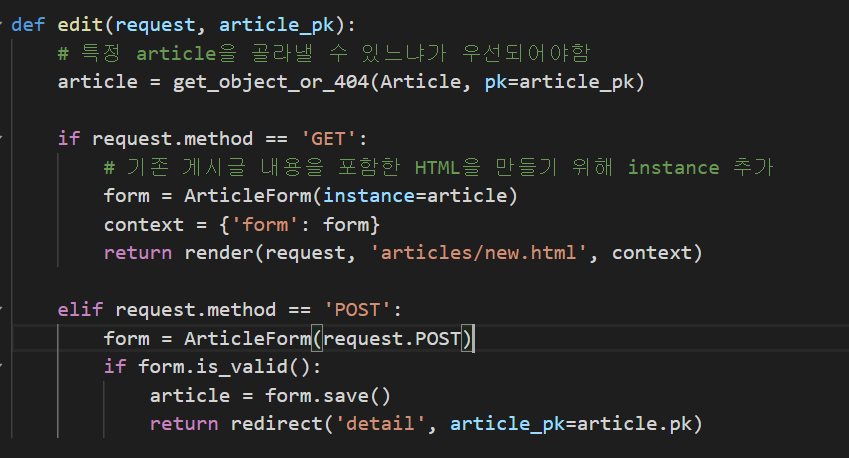 def edit(request, article_pk):
# 특정 article을 골라낼 수 있느냐가 우선되어야함
article = get_object_or_404(Article, pk=article_pk)
if request.method == 'GET':
# 기존 게시글 내용을 포함한 HTML을 만들기 위해 instance 추가
form = ArticleForm(instance=article)
context = {'form': form}
return render(request, 'articles/new.html', context)
elif request.method == 'POST':
form = ArticleForm(request.POST)
if form.is_valid():
article = form.save()
return redirect('detail', article_pk=article.pk)